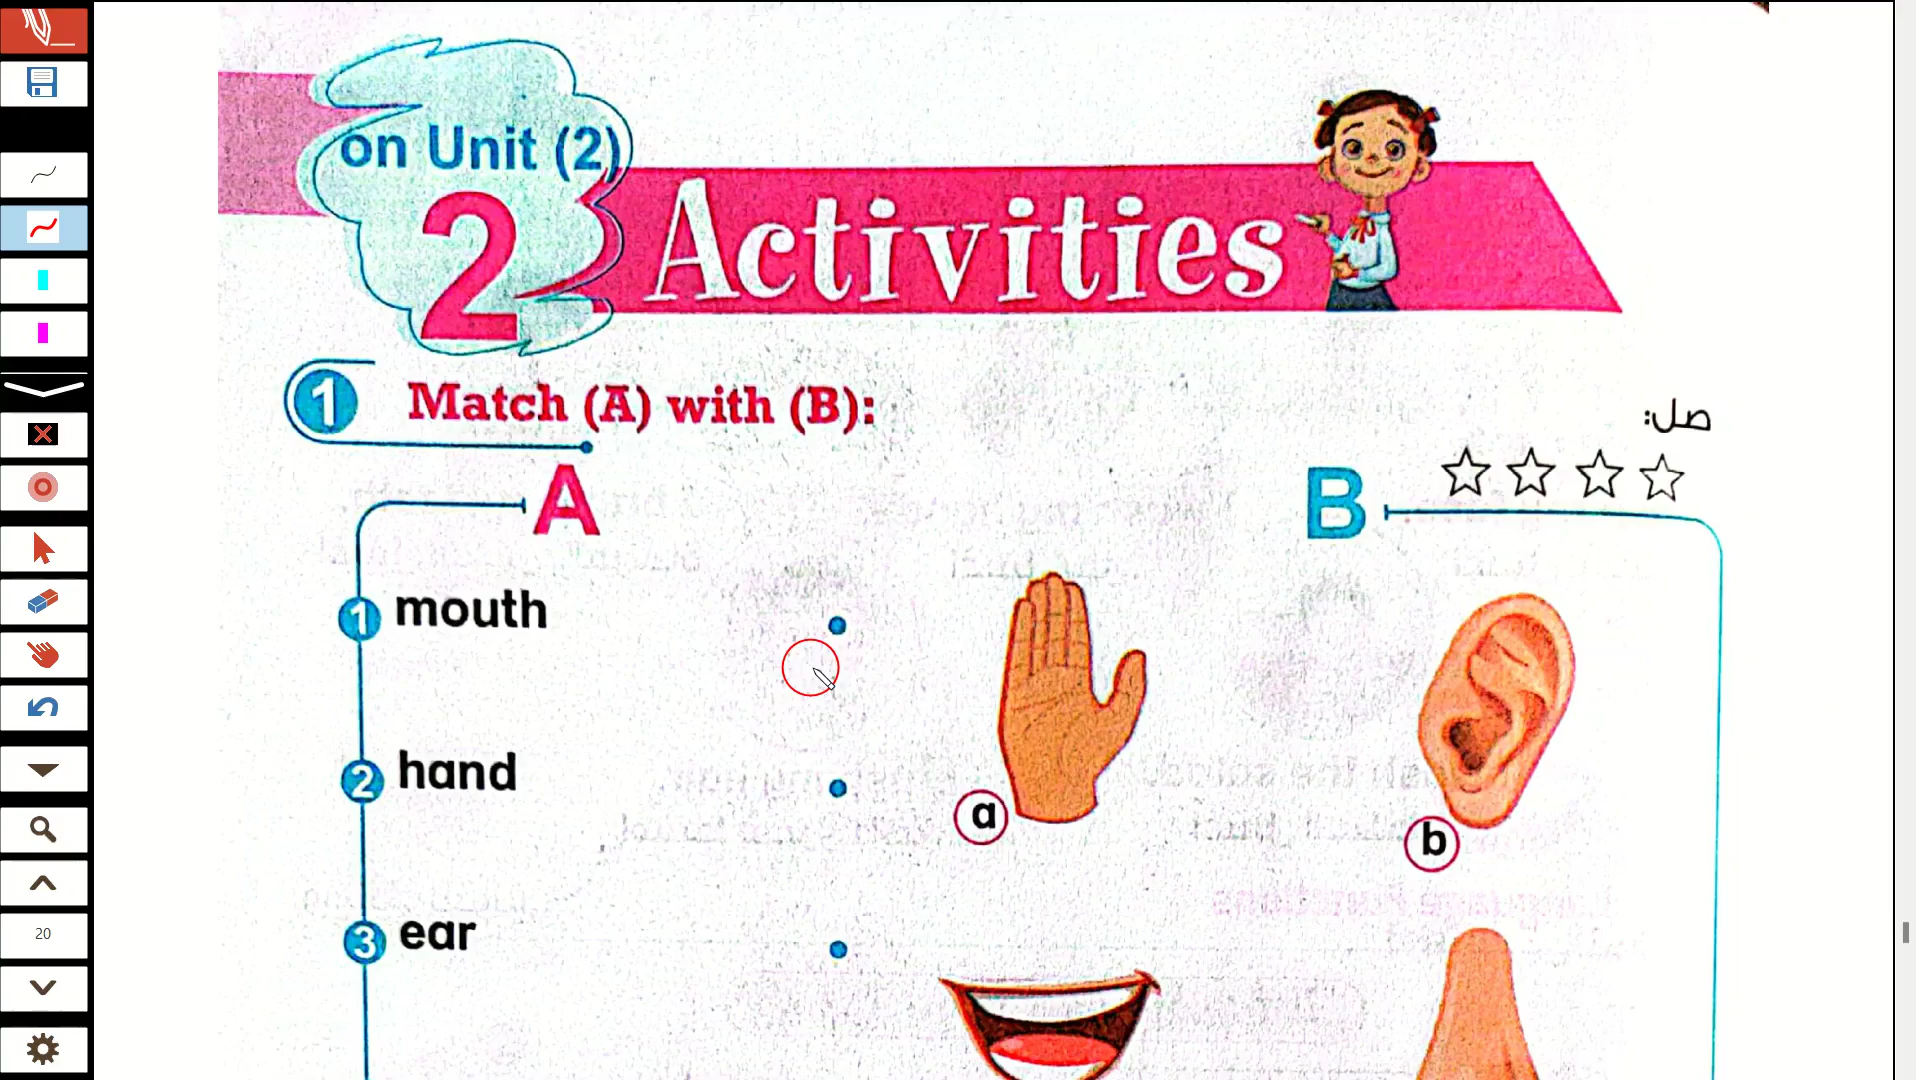 on Unit (2)
2
Activities
1 Match (A) with (B):
صل:
A
B
1 mouth
2 hand
a
b
3 ear
20